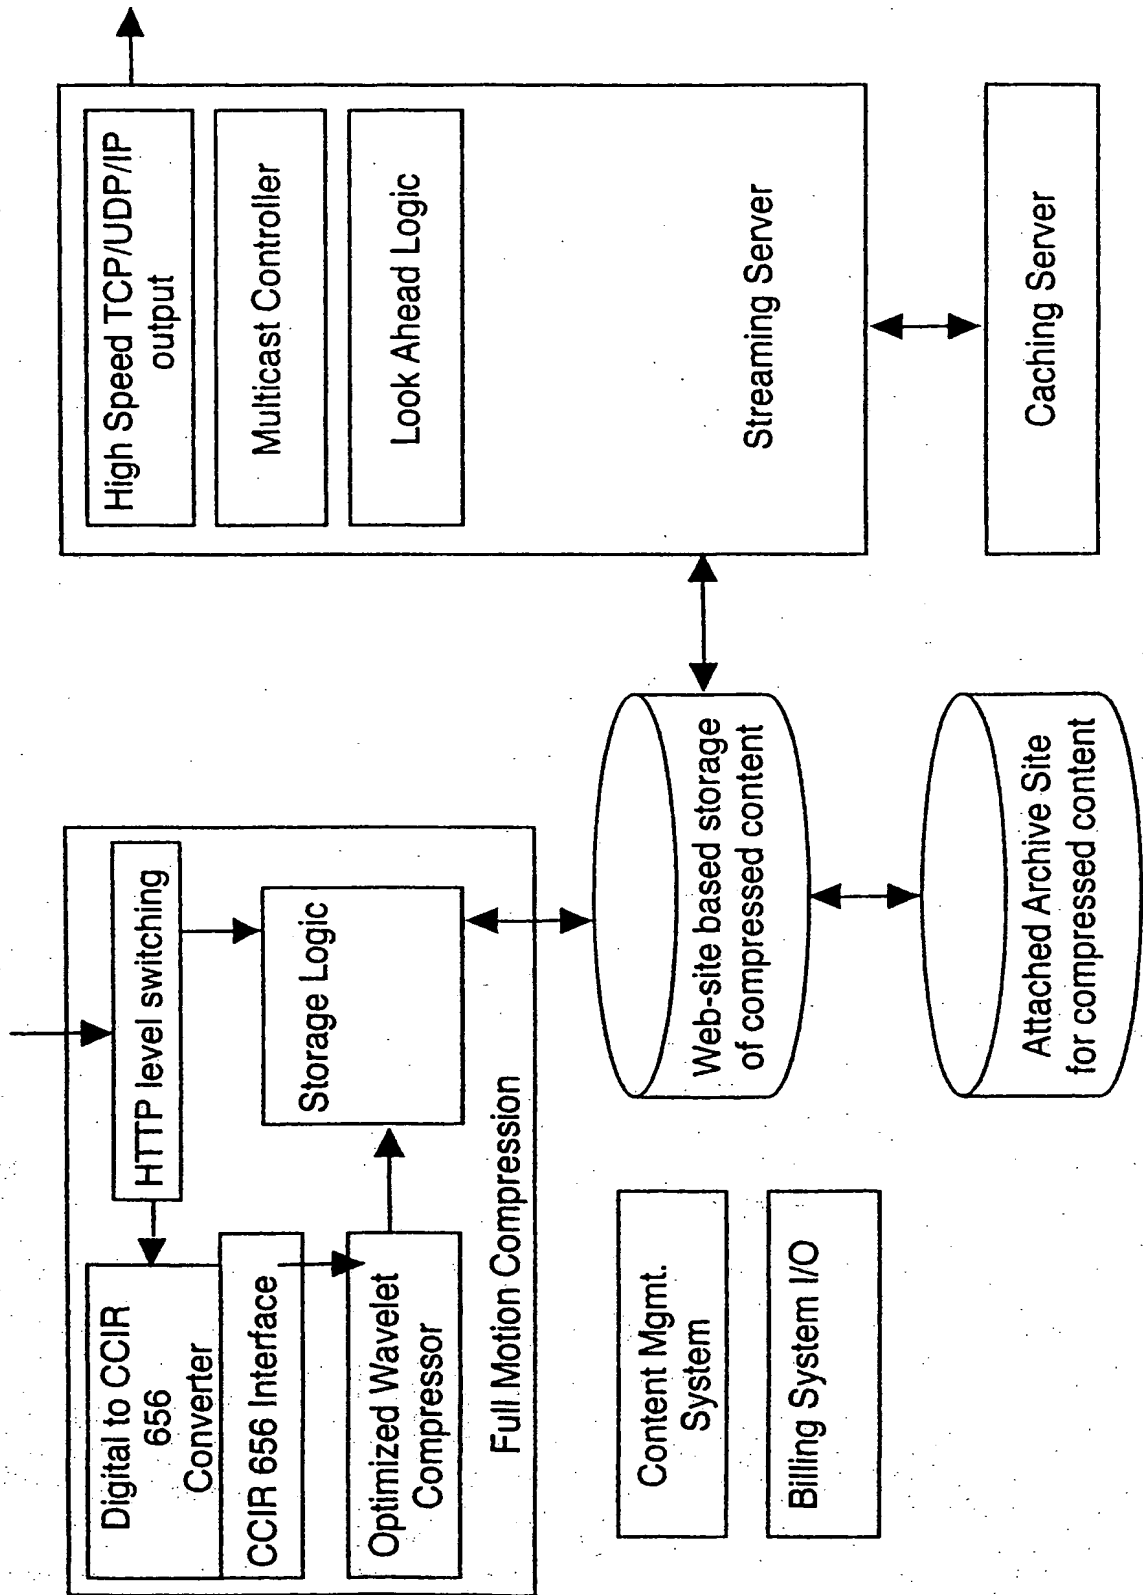 Digital to CCIR
656
Converter
CCIR 656 Interface
Optimized Wavelet
Compressor
HTTP level switching
Storage Logic
Full Motion Compression
Content Mgmt.
System
Billing System I/O
Web-site based storage
of compressed content
Attached Archive Site
for compressed content
High Speed TCP/UDP/IP
output
Multicast Controller
Look Ahead Logic
Streaming Server
Caching Server